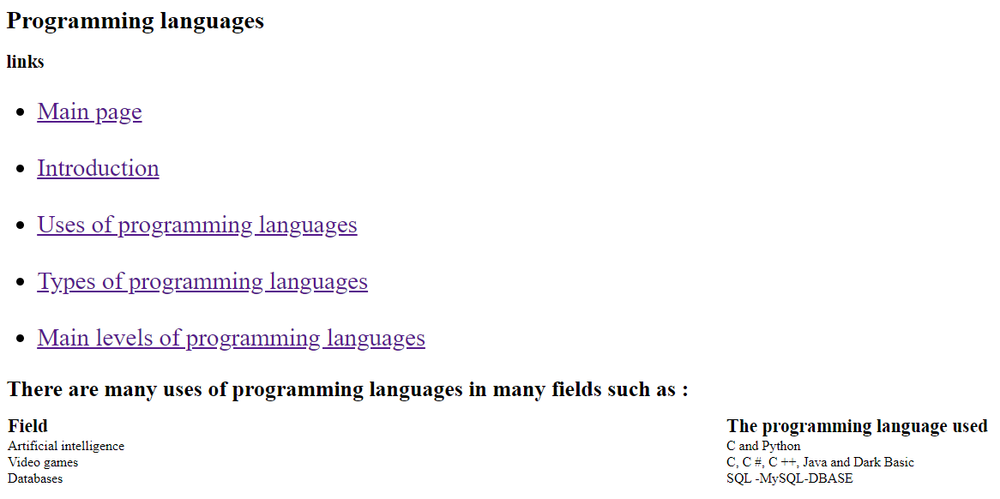 Programming languages
links
Main page
Introduction
Uses of programming languages
Types of programming languages
Main levels of programming languages
There are many uses of programming languages in many fields such as :
Field The programming language used
Artificial intelligence C and Python
Video games C, C #, C ++, Java and Dark Basic
Databases SQL -MySQL-DBASE